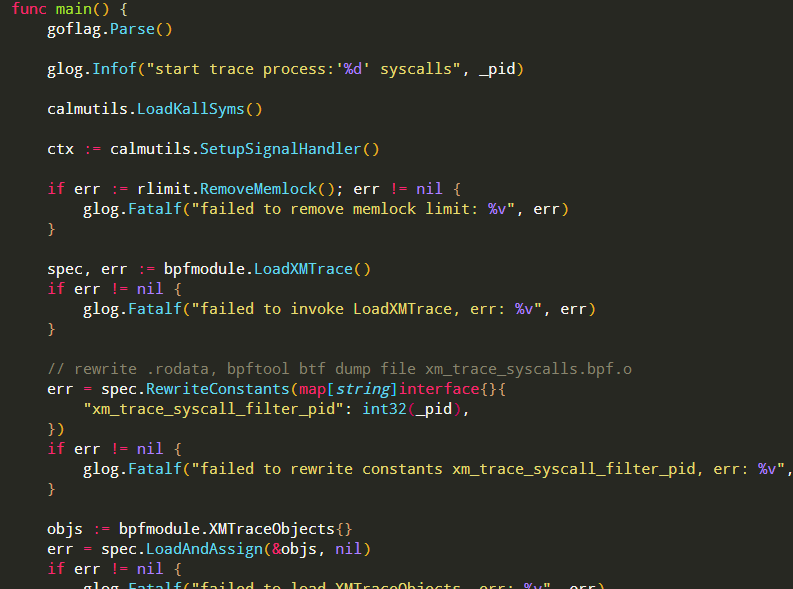 func main() {
    goflag.Parse()

    glog.Infof("start trace process:'%d' syscalls", _pid)

    calmutils.LoadKallSyms()

    ctx := calmutils.SetupSignalHandler()

    if err := rlimit.RemoveMemlock(); err != nil {
        glog.Fatalf("failed to remove memlock limit: %v", err)
    }

    spec, err := bpfmodule.LoadXMTrace()
    if err != nil {
        glog.Fatalf("failed to invoke LoadXMTrace, err: %v", err)
    }

    // rewrite .rodata, bpftool btf dump file xm_trace_syscalls.bpf.o
    err = spec.RewriteConstants(map[string]interface{}{
        "xm_trace_syscall_filter_pid": int32(_pid),
    })
    if err != nil {
        glog.Fatalf("failed to rewrite constants xm_trace_syscall_filter_pid, err: %v",
    }

    objs := bpfmodule.XMTraceObjects{}
    err = spec.LoadAndAssign(&objs, nil)
    if err != nil {
        glog.Fatalf("failed to load XMTraceObjects, err: %v", err)